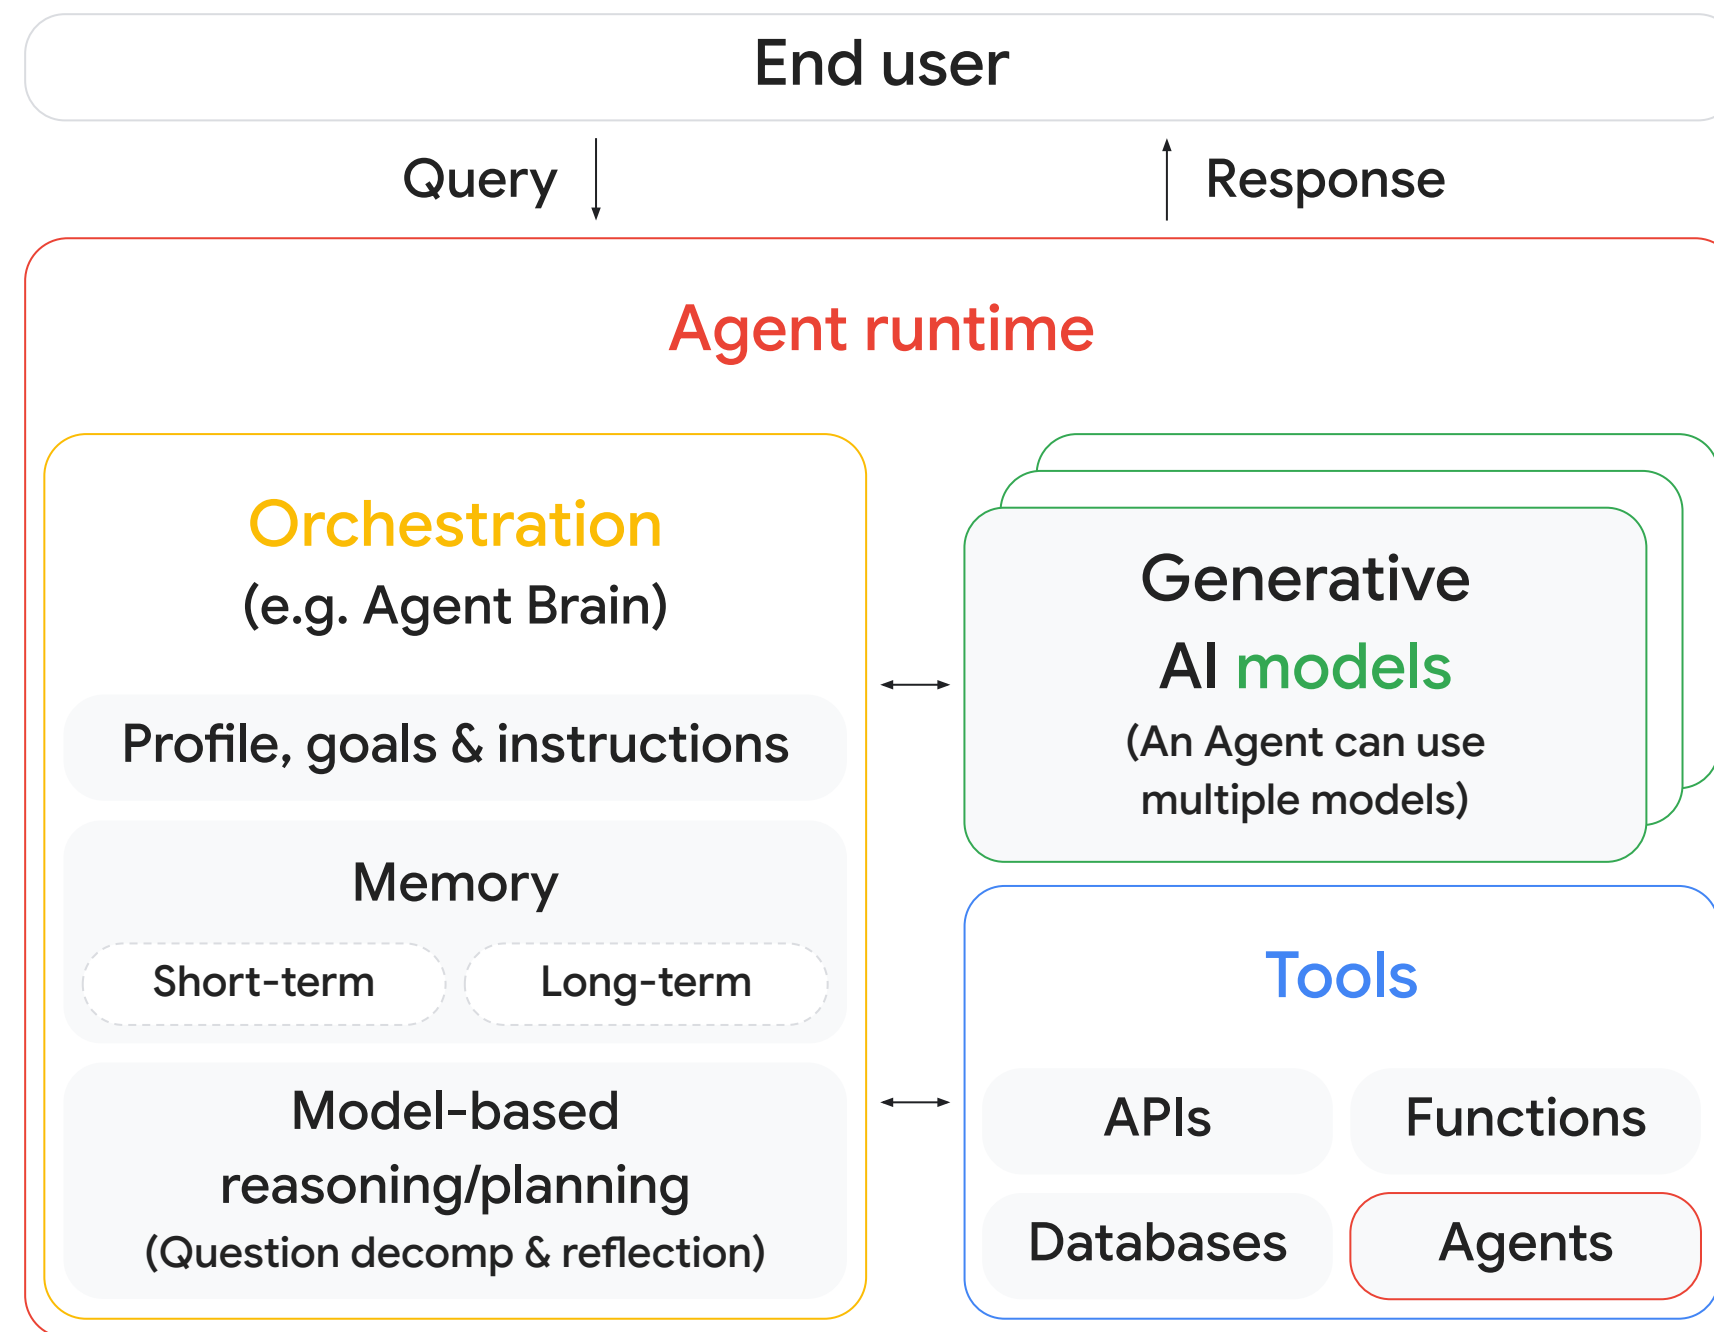 End user
Query
Response
Agent runtime
Orchestration
(e.g. Agent Brain)
Profile, goals & instructions
Memory
Short-term
Long-term
Model-based
reasoning/planning
(Question decomp & reflection)
Generative
AI models
(An Agent can use
multiple models)
Tools
APIs
Functions
Databases
Agents